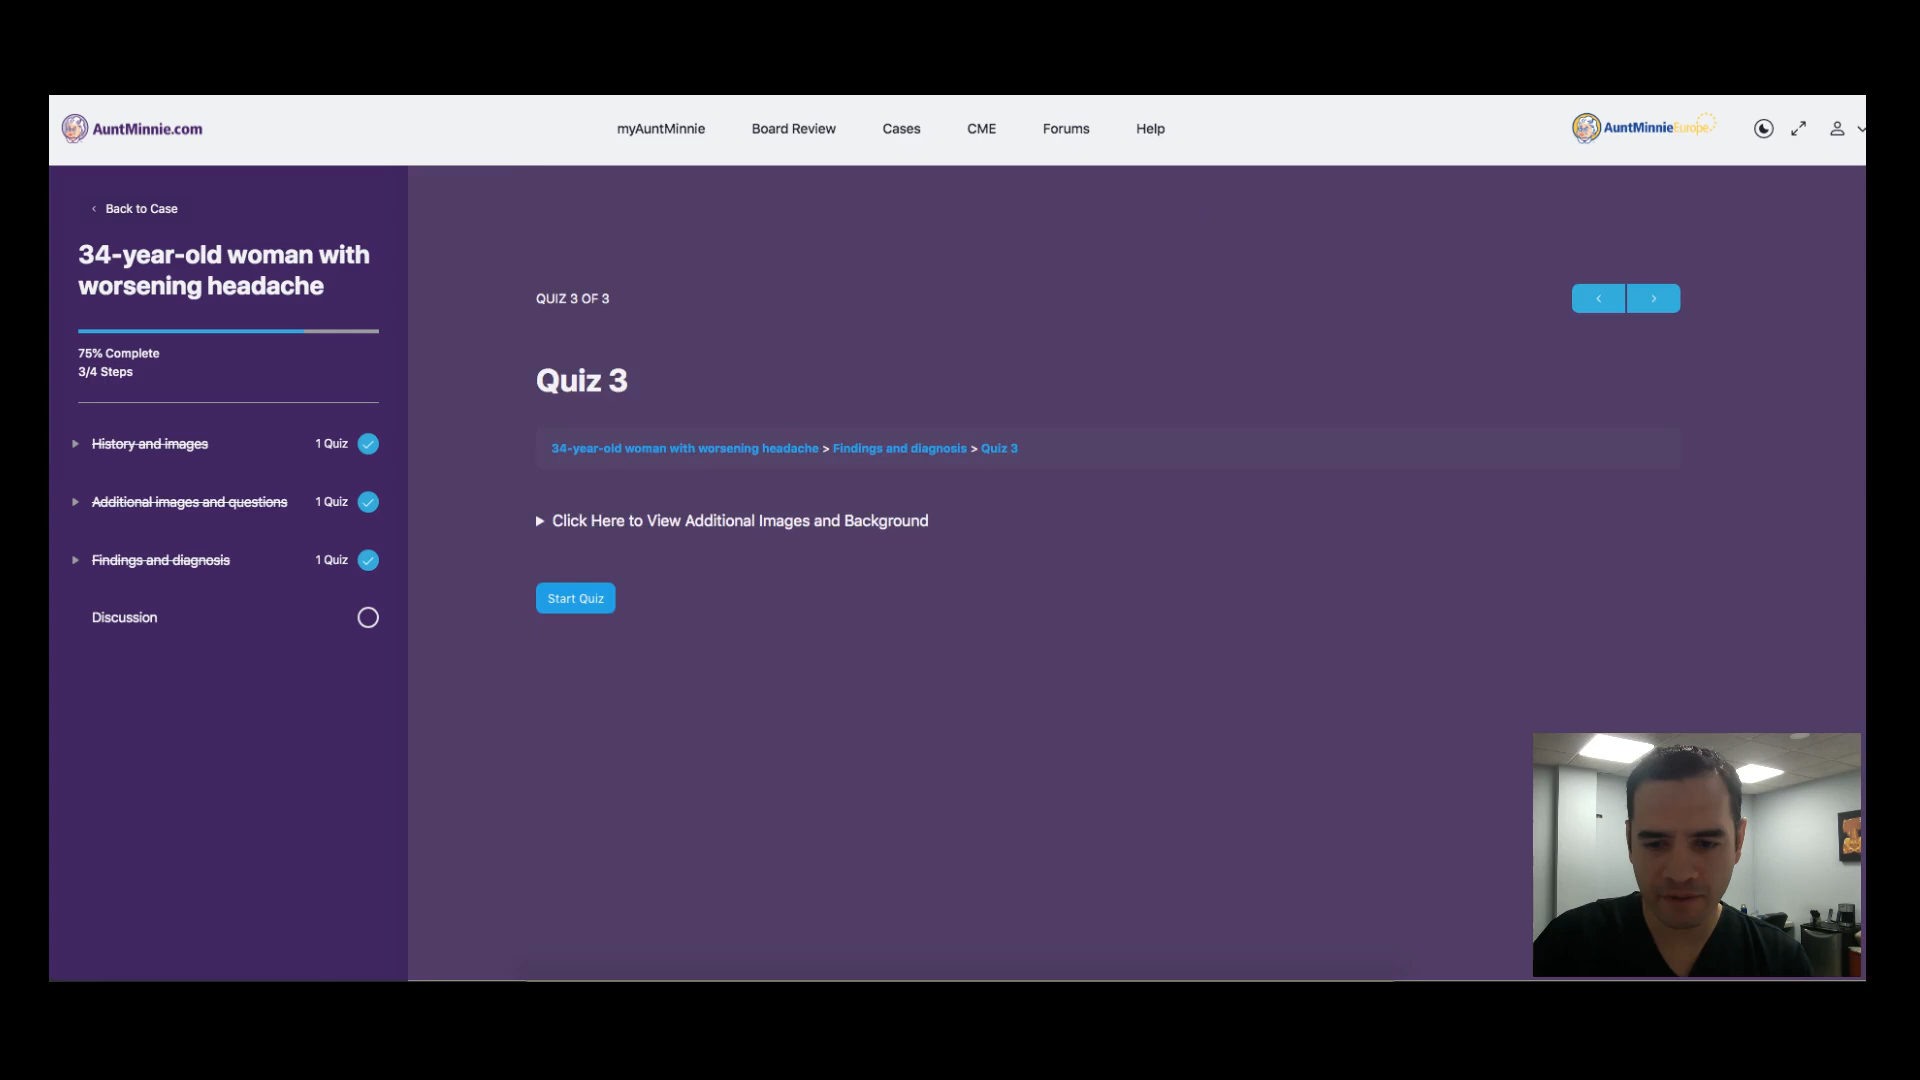 AuntMinnie.com
myAuntMinnie Board Review Cases CME Forums Help
AuntMinnieEurope
Back to Case
34-year-old woman with
worsening headache
75% Complete
3/4 Steps
History and images 1 Quiz
Additional images and questions 1 Quiz
Findings and diagnosis 1 Quiz
Discussion
QUIZ 3 OF 3
Quiz 3
34-year-old woman with worsening headache > Findings and diagnosis > Quiz 3
Click Here to View Additional Images and Background
Start Quiz